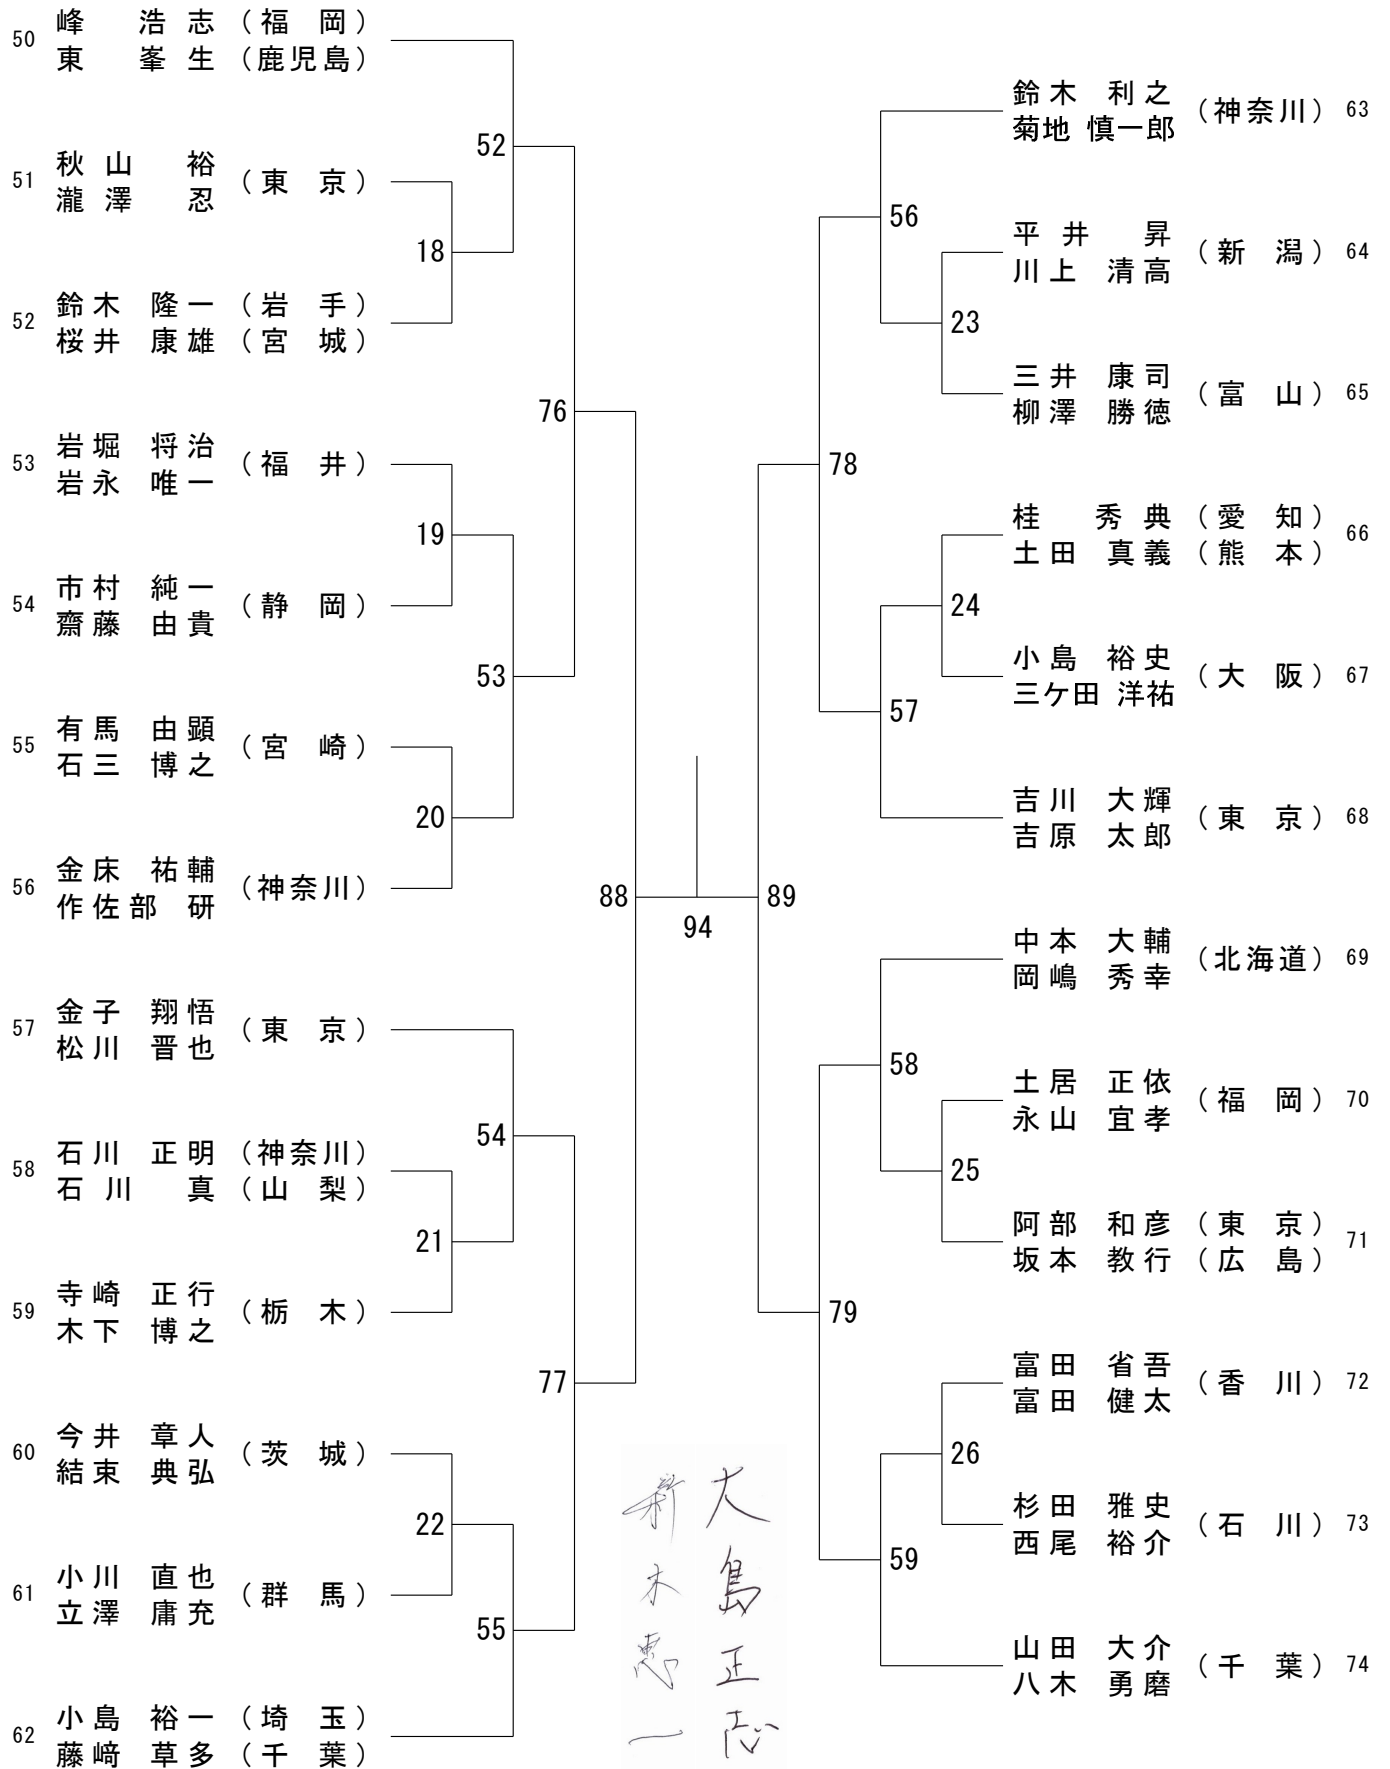 50 峰 浩志 (福岡)
東 峯生 (鹿児島)
51 秋山 裕 (東京)
瀧澤 忍
52 鈴木 隆一 (岩手)
桜井 康雄 (宮城)
53 岩堀 将治 (福井)
岩永 唯一
54 市村 純一 (静岡)
齋藤 由貴
55 有馬 由顕 (宮崎)
石三 博之
56 金床 祐輔 (神奈川)
作佐部 研
57 金子 翔悟 (東京)
松川 晋也
58 石川 正明 (神奈川)
石川 真 (山梨)
59 寺崎 正行 (栃木)
木下 博之
60 今井 章人 (茨城)
結束 典弘
61 小川 直也 (群馬)
立澤 庸充
62 小島 裕一 (埼玉)
藤﨑 草多 (千葉)
18
19
20
21
22
52
53
54
55
76
77
88
94
89
78
79
56
57
58
59
23
24
25
26
鈴木 利之 (神奈川) 63
菊地 慎一郎
平井 昇 (新潟) 64
川上 清高
三井 康司 (富山) 65
柳澤 勝徳
桂 秀典 (愛知) 66
土田 真義 (熊本)
小島 裕史 (大阪) 67
三ケ田 洋祐
吉川 大輝 (東京) 68
吉原 太郎
中本 大輔 (北海道) 69
岡嶋 秀幸
土居 正依 (福岡) 70
永山 宜孝
阿部 和彦 (東京) 71
坂本 教行 (広島)
富田 省吾 (香川) 72
富田 健太
杉田 雅史 (石川) 73
西尾 裕介
山田 大介 (千葉) 74
八木 勇磨
大島正
木恵一